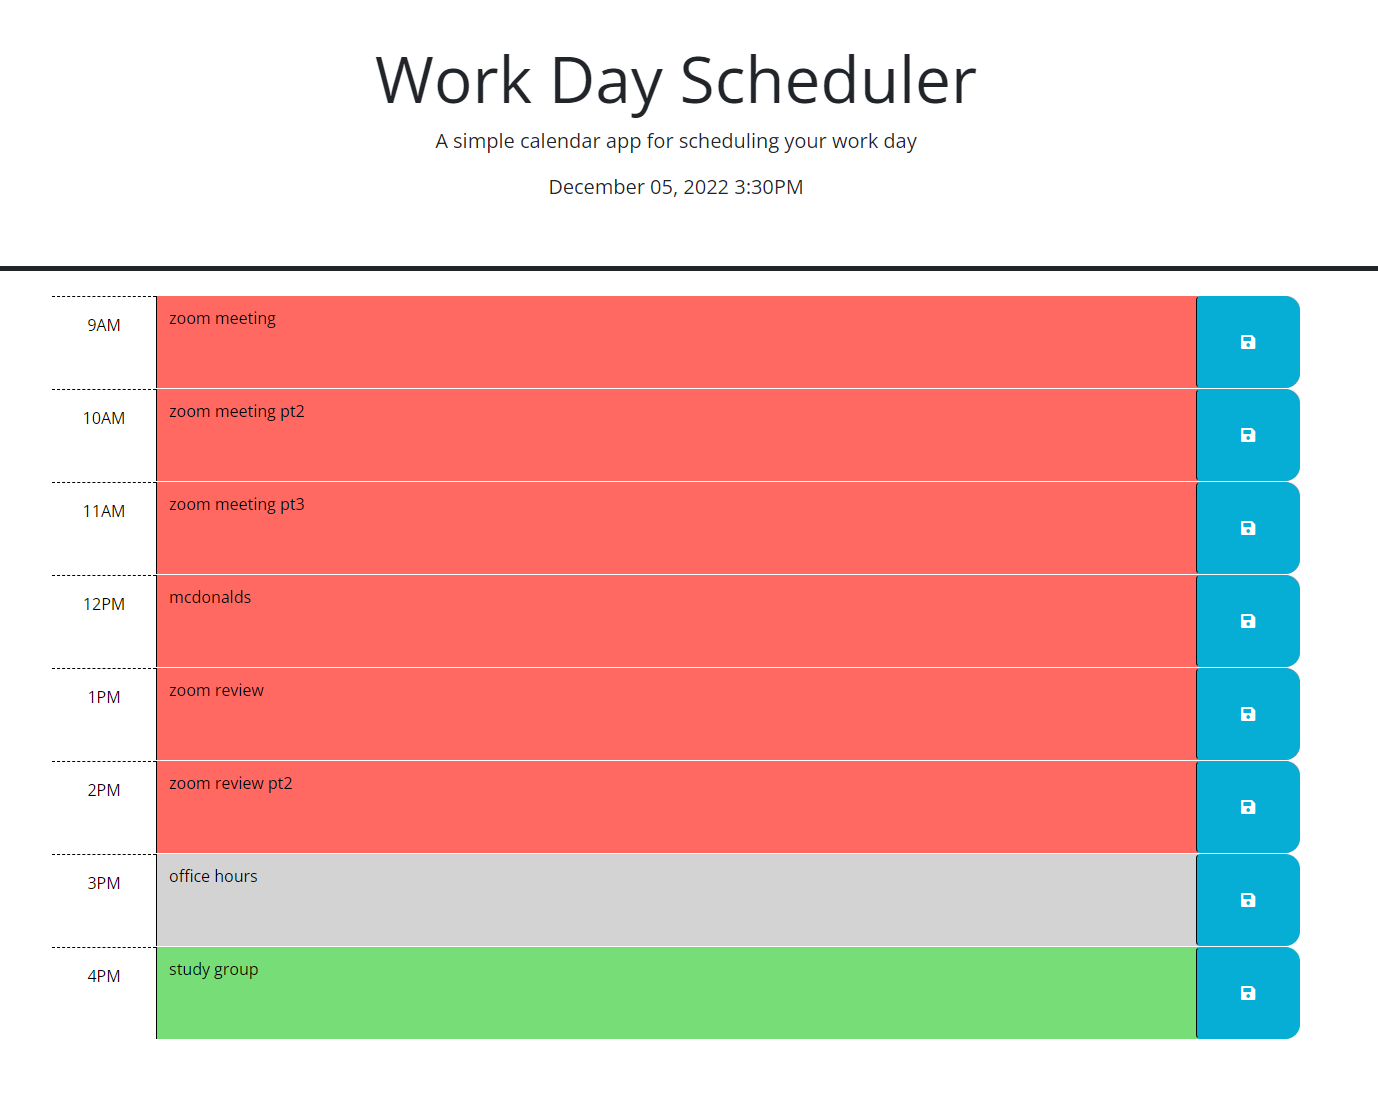 Work Day Scheduler
A simple calendar app for scheduling your work day
December 05, 2022 3:30PM
9AM zoom meeting
10AM zoom meeting pt2
11AM zoom meeting pt3
12PM mcdonalds
1PM zoom review
2PM zoom review pt2
3PM office hours
4PM study group